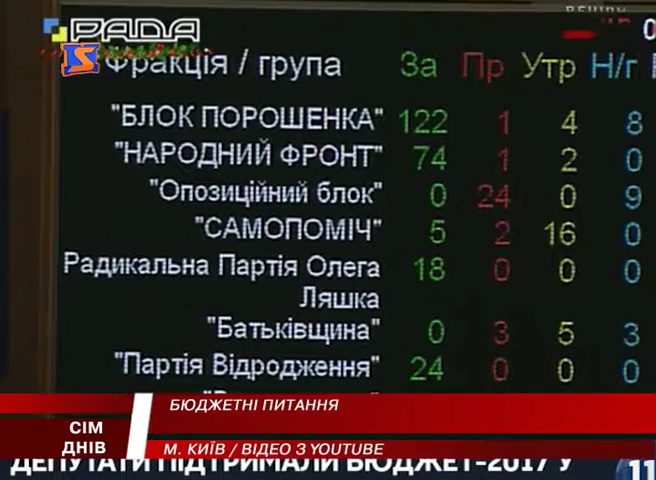 РАДА
Фракція / група За Пр Утр Н/г
"БЛОК ПОРОШЕНКА" 122 1 4 8
"НАРОДНИЙ ФРОНТ" 74 1 2 0
"Опозиційний блок" 0 24 0 9
"САМОПОМІЧ" 5 2 16 0
Радикальна Партія Олега 18 0 0 0
Ляшка
"Батьківщина" 0 3 5 3
"Партія Відродження" 24 0 0 0
БЮДЖЕТНІ ПИТАННЯ
СІМ
ДНІВ
М. КИЇВ / ВІДЕО З YOUTUBE
ДЕПУТАТИ ПІДТРИМАЛИ БЮДЖЕТ-2017 У